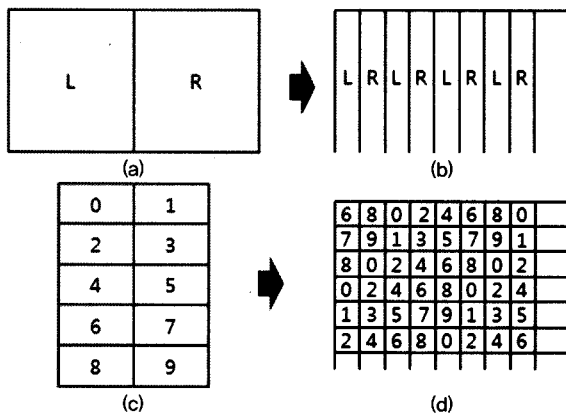 L R
L R L R L R L R
(a) (b)
0 1
2 3
4 5
6 7
8 9
6 8 0 2 4 6 8 0
7 9 1 3 5 7 9 1
8 0 2 4 6 8 0 2
0 2 4 6 8 0 2 4
1 3 5 7 9 1 3 5
2 4 6 8 0 2 4 6
(c) (d)